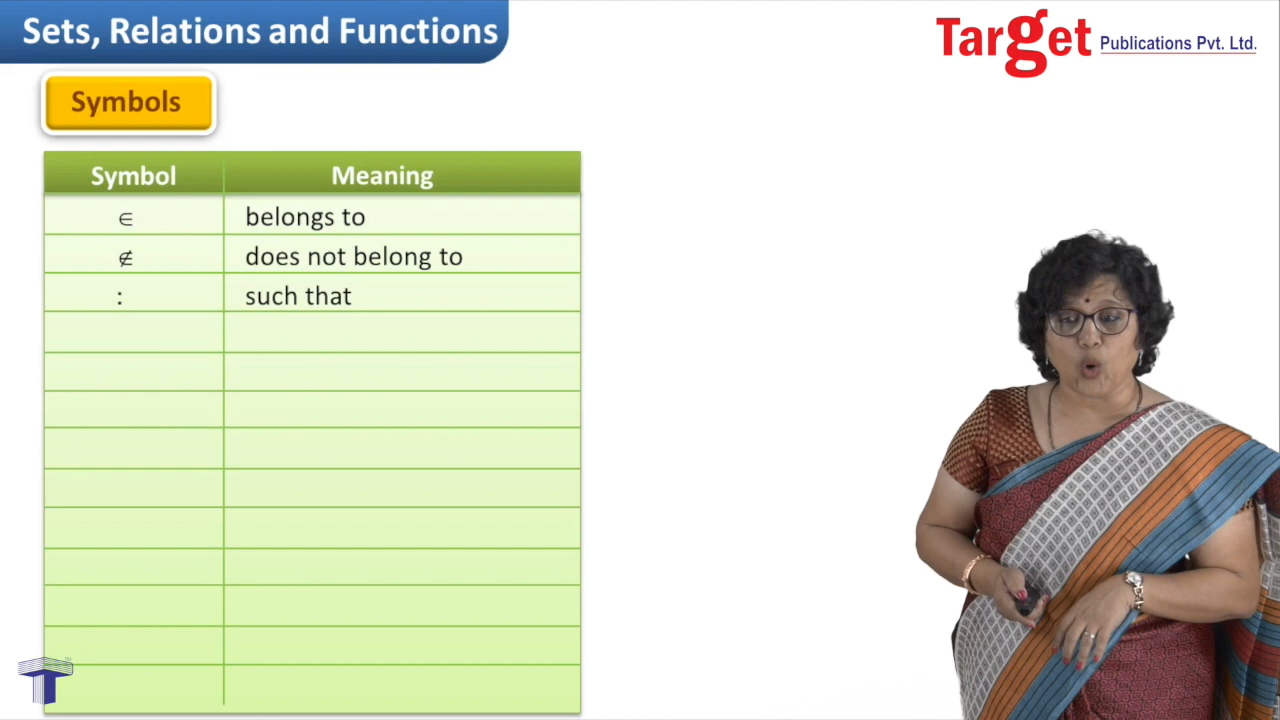 Sets, Relations and Functions
Target Publications Pvt. Ltd.
Symbols
Symbol Meaning
∈ belongs to
∉ does not belong to
: such that